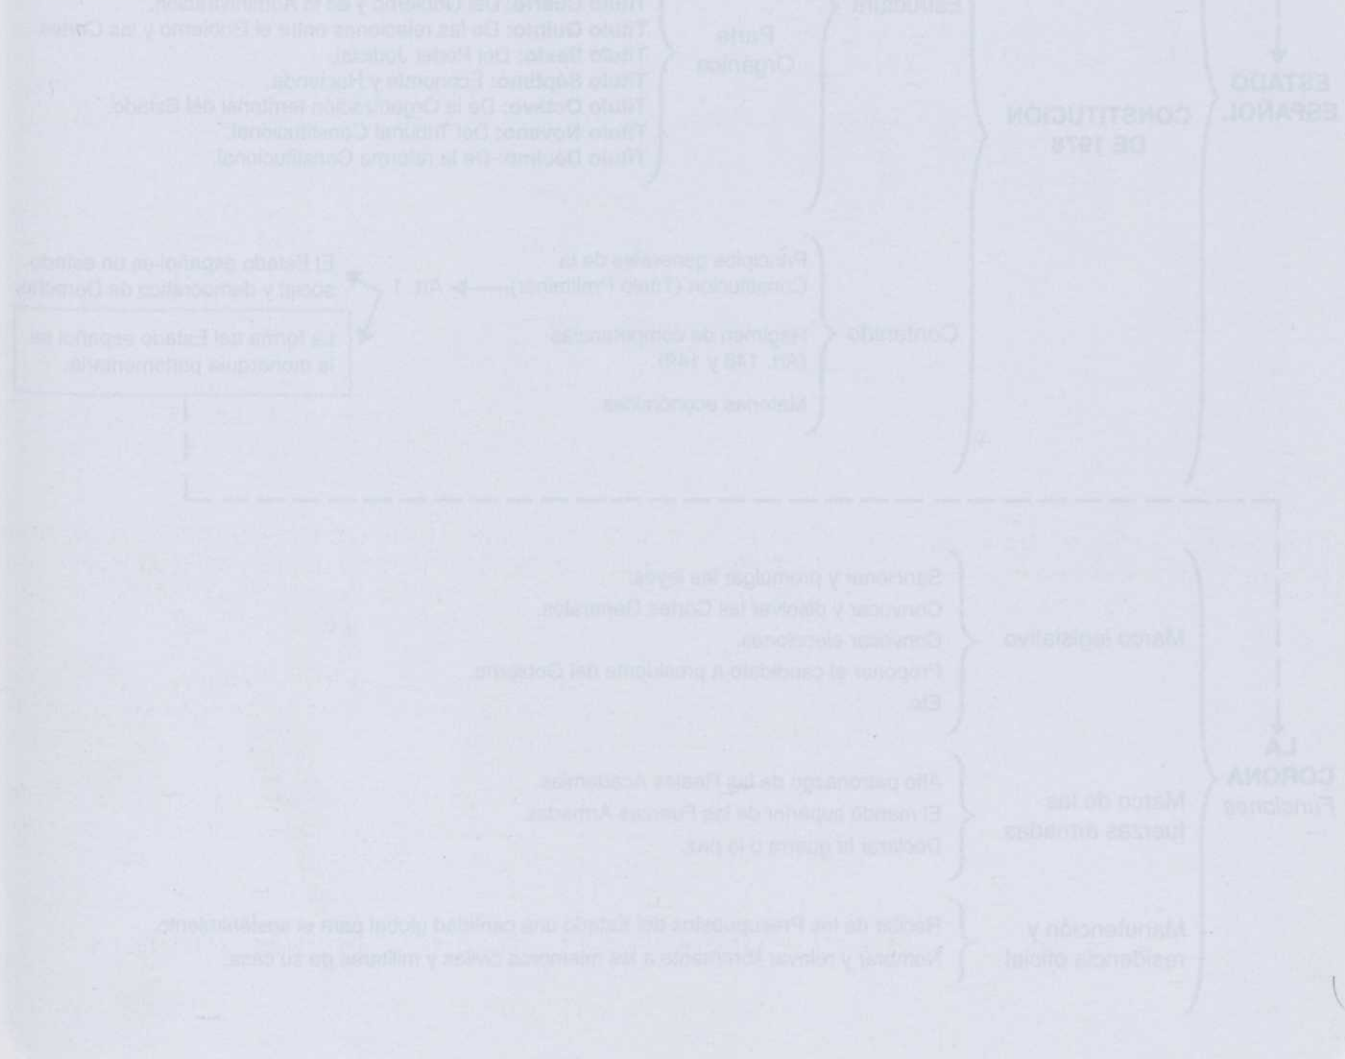 Título Cuarto: Del Gobierno y de la Administración.
Título Quinto: De las relaciones entre el Gobierno y las Cortes
Título Sexto: Del Poder Judicial.
Título Séptimo: Economía y Hacienda.
Título Octavo: De la Organización territorial del Estado
Título Noveno: Del Tribunal Constitucional.
Título Décimo: De la reforma Constitucional.
Parte
Orgánica
Estructura
ESTADO
ESPAÑOL.
CONSTITUCIÓN
DE 1978
Contenido
Principios generales de la
Constitución (Título Preliminar)
Art. 1
El Estado español es un estado
social y democrático de Derecho
La forma del Estado español es
la monarquía parlamentaria.
Régimen de competencias
(Art. 148 y 149).
Materias económicas
LA
CORONA
Funciones
Marco legislativo
Sancionar y promulgar las leyes.
Convocar y disolver las Cortes Generales.
Convocar elecciones.
Proponer el candidato a presidente del Gobierno.
Etc.
Marco de las
fuerzas armadas
Alto patronazgo de las Reales Academias.
El mando superior de las Fuerzas Armadas.
Declarar la guerra o la paz.
Manutención y
residencia oficial
Recibe de los Presupuestos del Estado una cantidad global para el sostenimiento.
Nombrar y relevar libremente a los miembros civiles y militares de su casa.